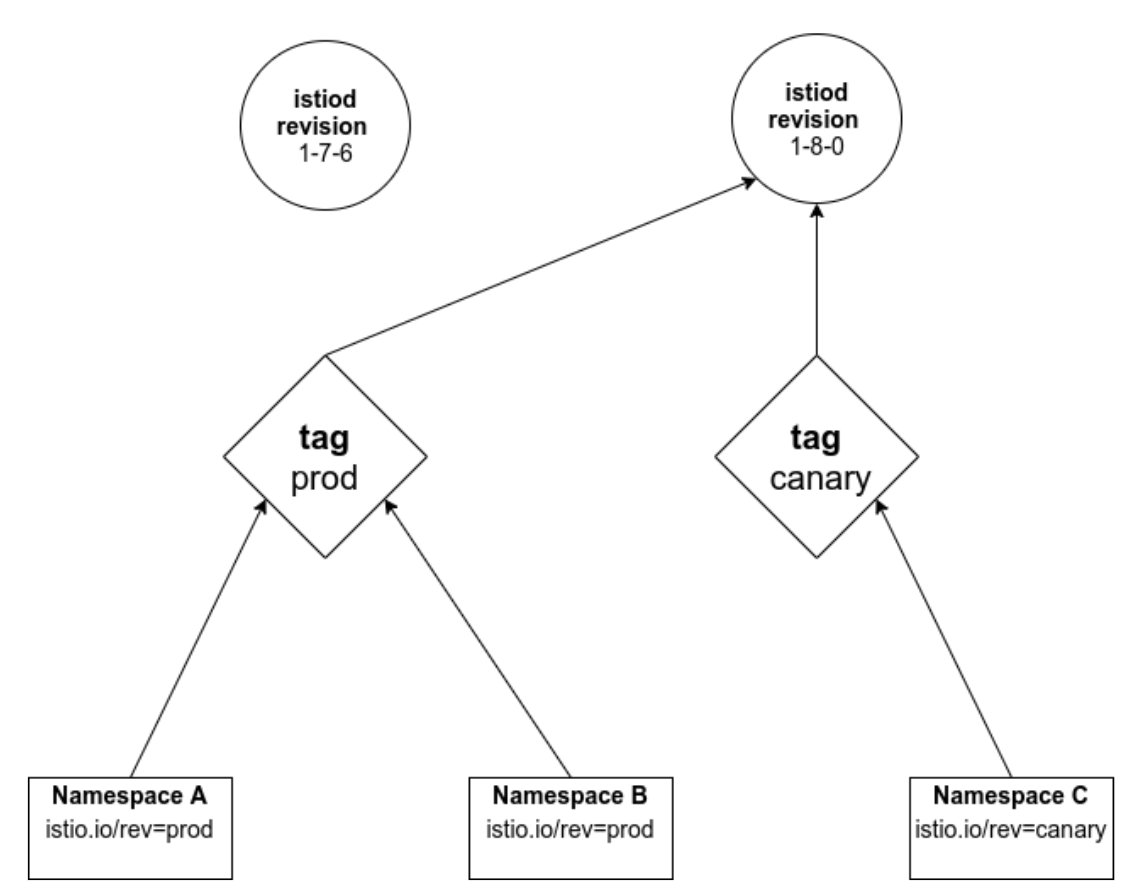 istiod
revision
1-7-6
istiod
revision
1-8-0
tag
prod
tag
canary
Namespace A
istio.io/rev=prod
Namespace B
istio.io/rev=prod
Namespace C
istio.io/rev=canary